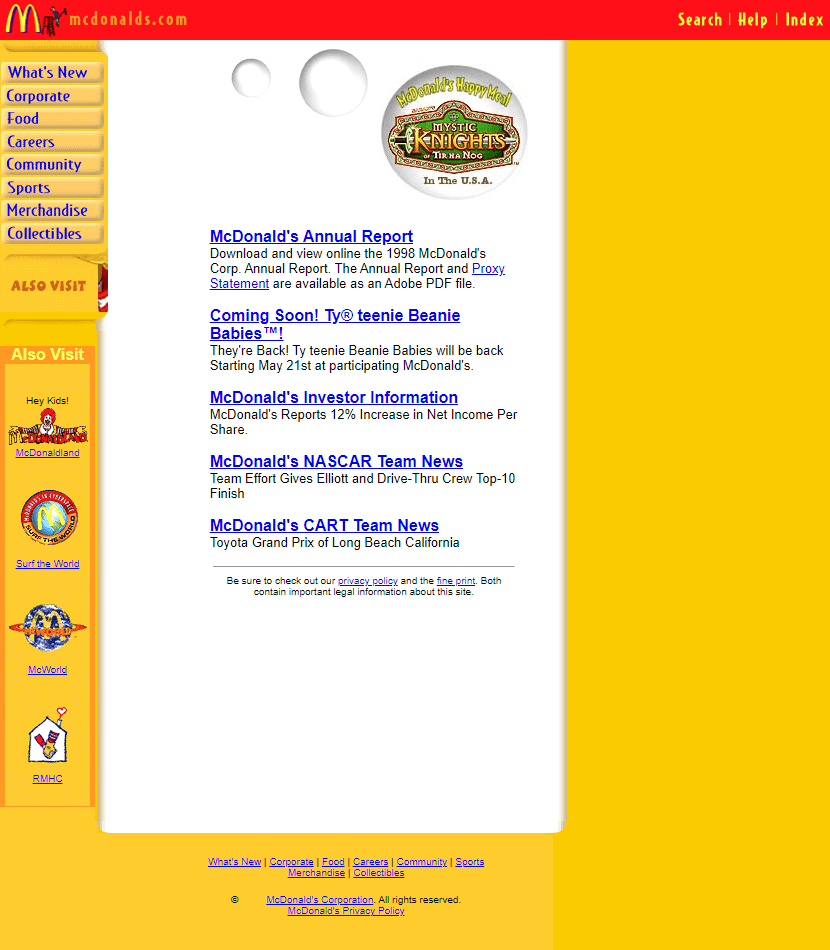 mcdonalds.com
Search | Help | Index
What's New
Corporate
Food
Careers
Community
Sports
Merchandise
Collectibles
ALSO VISIT
Also Visit
Hey Kids!
McDONALDLAND
McDonaldland
McDONALD'S IN CYBERSPACE
SURF THE WORLD
Surf the World
McWORLD
McWorld
RMHC
McDonald's Happy Meal
MYSTIC
KNIGHTS
OF TIR NA NOG
In The U.S.A.
McDonald's Annual Report
Download and view online the 1998 McDonald's
Corp. Annual Report. The Annual Report and Proxy
Statement are available as an Adobe PDF file.
Coming Soon! Ty® teenie Beanie
Babies™!
They're Back! Ty teenie Beanie Babies will be back
Starting May 21st at participating McDonald's.
McDonald's Investor Information
McDonald's Reports 12% Increase in Net Income Per
Share.
McDonald's NASCAR Team News
Team Effort Gives Elliott and Drive-Thru Crew Top-10
Finish
McDonald's CART Team News
Toyota Grand Prix of Long Beach California
Be sure to check out our privacy policy and the fine print. Both
contain important legal information about this site.
What's New | Corporate | Food | Careers | Community | Sports
Merchandise | Collectibles
© McDonald's Corporation. All rights reserved.
McDonald's Privacy Policy